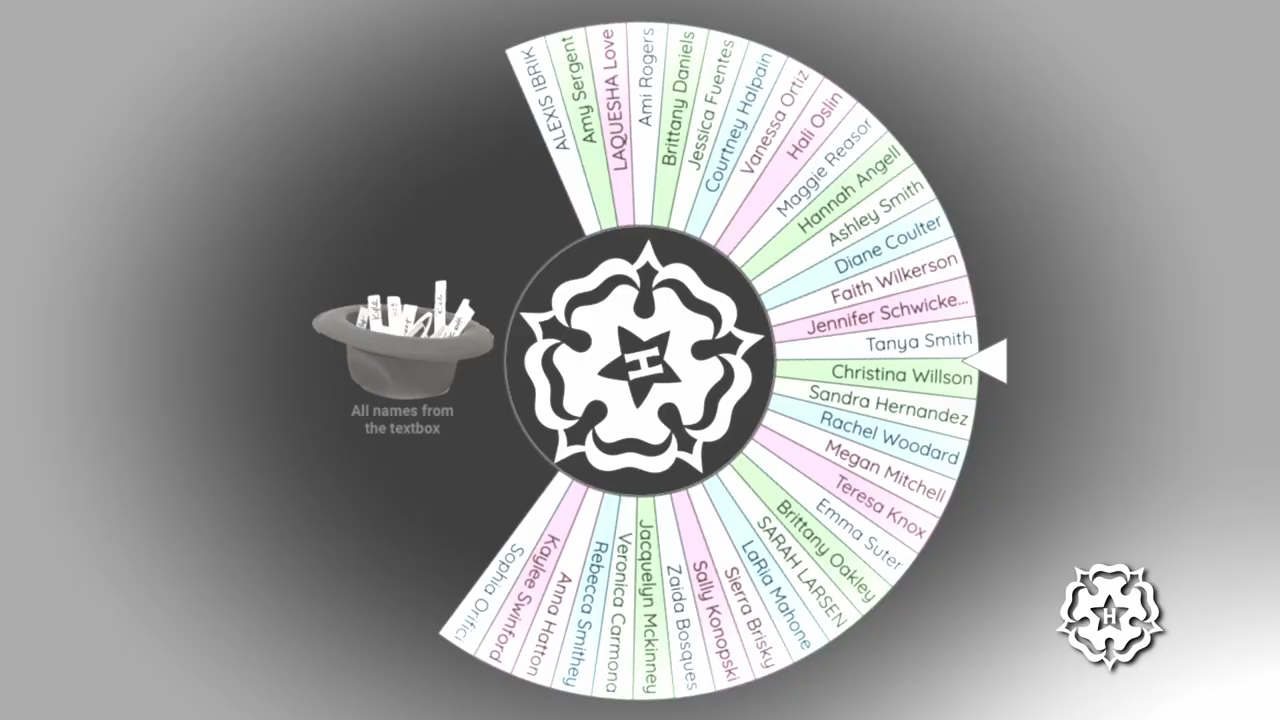 ALEXIS IBRIK
Amy Sergent
LAQUESHA Love
Ami Rogers
Brittany Daniels
Jessica Fuentes
Courtney Halpain
Vanessa Ortiz
Hali Oslin
Maggie Reasor
Hannah Angell
Ashley Smith
Diane Coulter
Faith Wilkerson
Jennifer Schwicke...
Tanya Smith
Christina Willson
Sandra Hernandez
Rachel Woodard
Megan Mitchell
Teresa Knox
Emma Suter
Brittany Oakley
SARAH LARSEN
LaRia Mahone
Sierra Brisky
Sally Konopski
Zaida Bosques
Jacquelyn Mckinney
Veronica Carmona
Rebecca Smithey
Anna Hatton
Kaylee Swinford
Sophia Orifici
All names from
the textbox
H
H